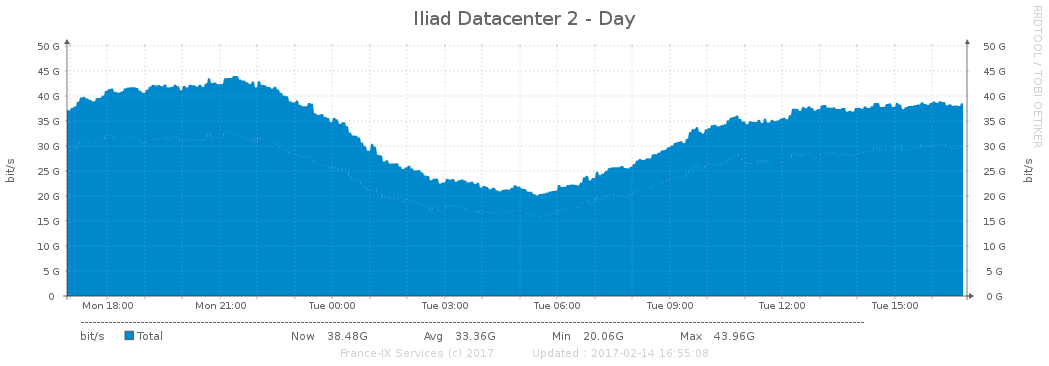 Iliad Datacenter 2 - Day
RRDTOOL / TOBI OETIKER
bit/s
50 G 50 G
45 G 45 G
40 G 40 G
35 G 35 G
30 G 30 G
25 G 25 G
20 G 20 G
15 G 15 G
10 G 10 G
5 G 5 G
0 0 G
bit/s
Mon 18:00 Mon 21:00 Tue 00:00 Tue 03:00 Tue 06:00 Tue 09:00 Tue 12:00 Tue 15:00
bit/s Total Now 38.48G Avg 33.36G Min 20.06G Max 43.96G
France-IX Services (c) 2017 Updated : 2017-02-14 16:55:08